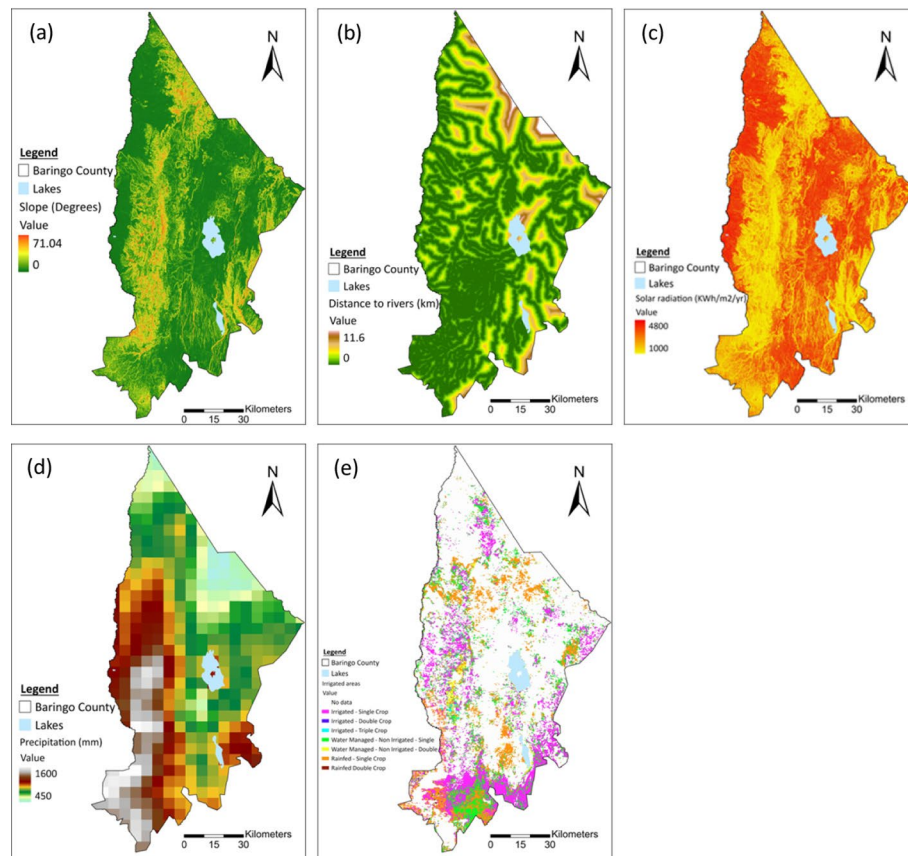 (a)
N
Legend
Baringo County
Lakes
Slope (Degrees)
Value
71.04
0
Kilometers
0 15 30
(b)
N
Legend
Baringo County
Lakes
Distance to rivers (km)
Value
11.6
0
Kilometers
0 15 30
(c)
N
Legend
Baringo County
Lakes
Solar radiation (KWh/m2/yr)
Value
4800
1000
Kilometers
0 15 30
(d)
N
Legend
Baringo County
Lakes
Precipitation (mm)
Value
1600
450
Kilometers
0 15 30
(e)
N
Legend
Baringo County
Lakes
Irrigated areas
Value
No data
Irrigated - Single Crop
Irrigated - Double Crop
Irrigated - Triple Crop
Water Managed - Non Irrigated - Single
Water Managed - Non Irrigated - Double
Rainfed - Single Crop
Rainfed Double Crop
Kilometers
0 15 30